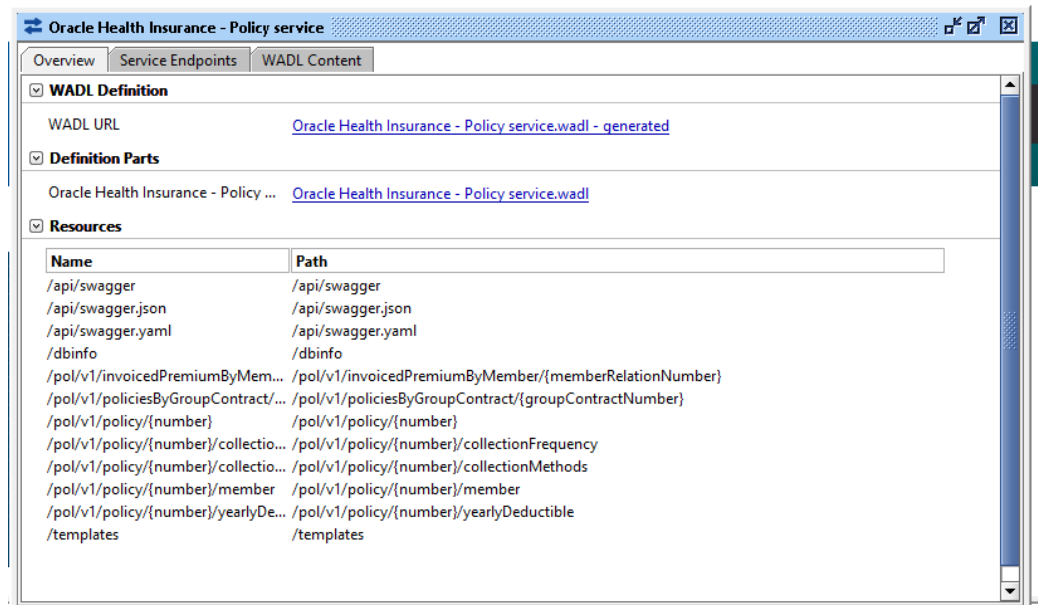 Oracle Health Insurance - Policy service
Overview Service Endpoints WADL Content
WADL Definition
WADL URL Oracle Health Insurance - Policy service.wadl - generated
Definition Parts
Oracle Health Insurance - Policy ... Oracle Health Insurance - Policy service.wadl
Resources
Name Path
/api/swagger /api/swagger
/api/swagger.json /api/swagger.json
/api/swagger.yaml /api/swagger.yaml
/dbinfo /dbinfo
/pol/v1/invoicedPremiumByMem... /pol/v1/invoicedPremiumByMember/{memberRelationNumber}
/pol/v1/policiesByGroupContract/... /pol/v1/policiesByGroupContract/{groupContractNumber}
/pol/v1/policy/{number} /pol/v1/policy/{number}
/pol/v1/policy/{number}/collectio... /pol/v1/policy/{number}/collectionFrequency
/pol/v1/policy/{number}/collectio... /pol/v1/policy/{number}/collectionMethods
/pol/v1/policy/{number}/member /pol/v1/policy/{number}/member
/pol/v1/policy/{number}/yearlyDe... /pol/v1/policy/{number}/yearlyDeductible
/templates /templates